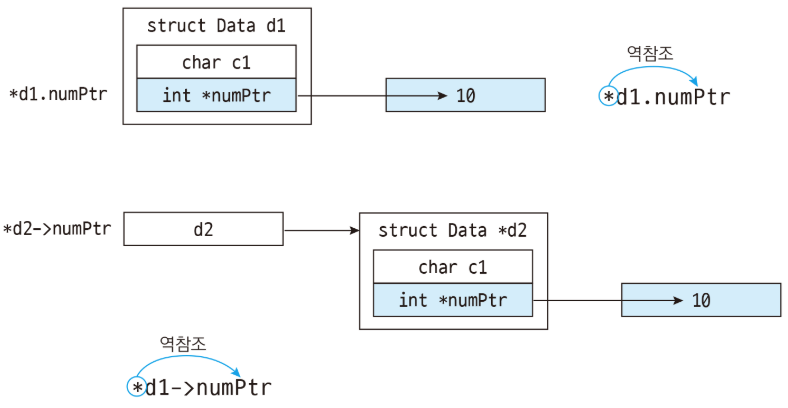 struct Data d1
char c1
*d1.numPtr
int *numPtr
10
역참조
*d1.numPtr
*d2->numPtr
d2
struct Data *d2
char c1
int *numPtr
10
역참조
*d1->numPtr